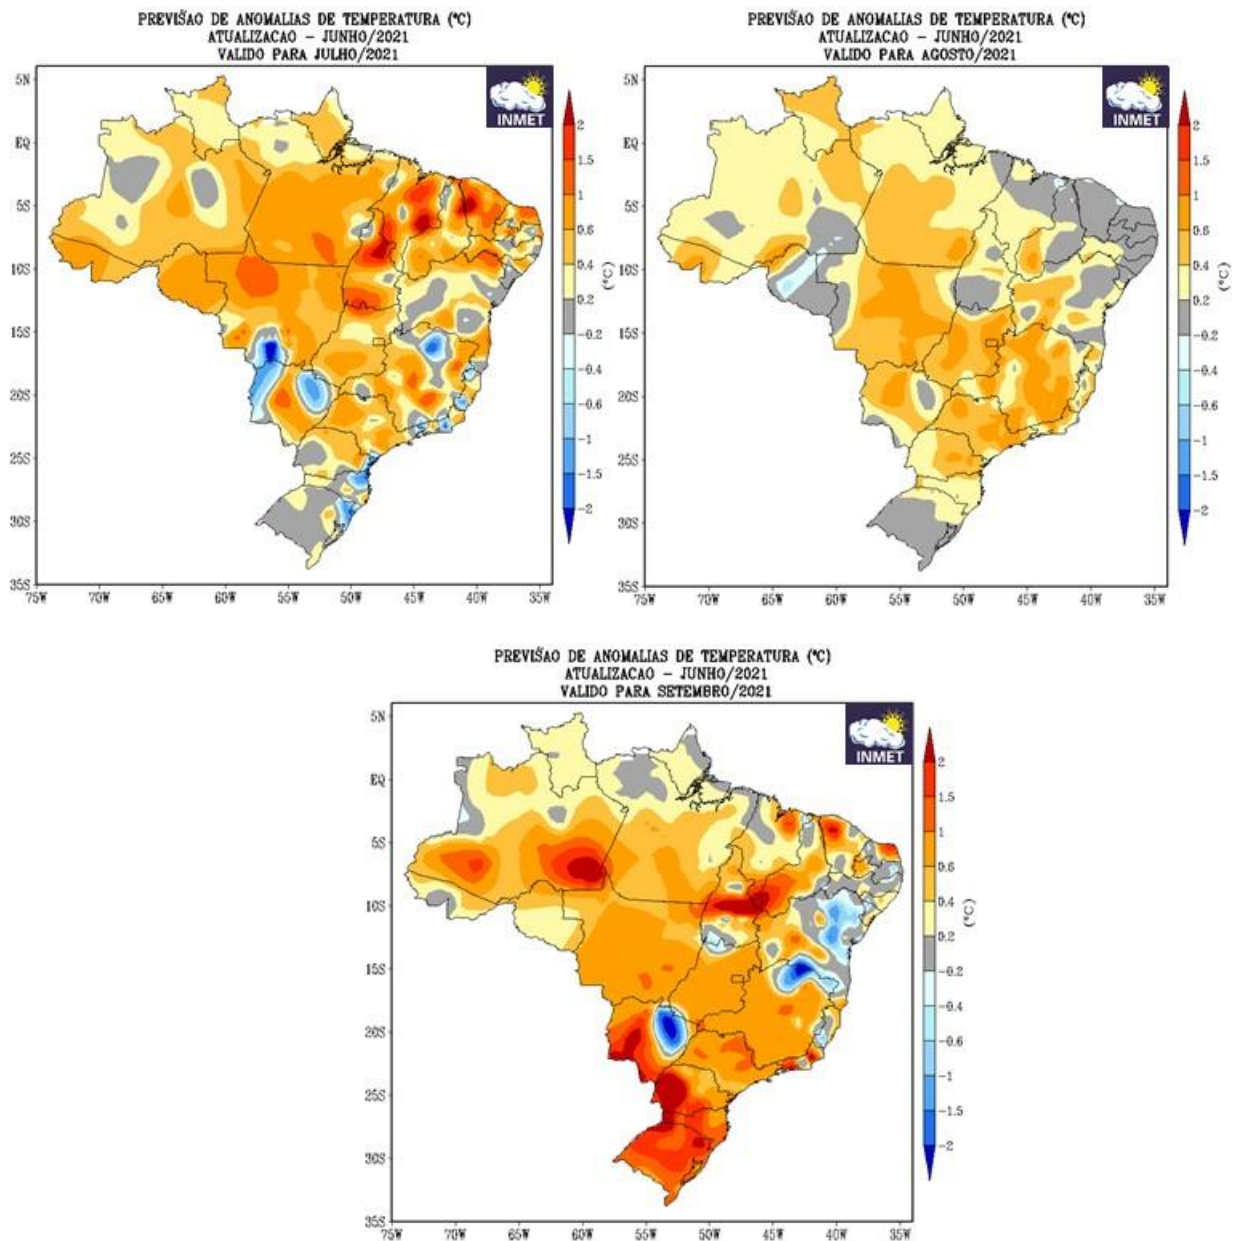 PREVISÃO DE ANOMALIAS DE TEMPERATURA (°C)
ATUALIZACAO - JUNHO/2021
VALIDO PARA JULHO/2021
INMET
5N
EQ
5S
10S
15S
20S
25S
30S
35S
75W 70W 65W 60W 55W 50W 45W 40W 35W
2
1.5
1
0.6
0.4
0.2
-0.2
-0.4
-0.6
-1
-1.5
-2
(°C)
PREVISÃO DE ANOMALIAS DE TEMPERATURA (°C)
ATUALIZACAO - JUNHO/2021
VALIDO PARA AGOSTO/2021
INMET
5N
EQ
5S
10S
15S
20S
25S
30S
35S
75W 70W 65W 60W 55W 50W 45W 40W 35W
2
1.5
1
0.6
0.4
0.2
-0.2
-0.4
-0.6
-1
-1.5
-2
(°C)
PREVISÃO DE ANOMALIAS DE TEMPERATURA (°C)
ATUALIZACAO - JUNHO/2021
VALIDO PARA SETEMBRO/2021
INMET
5N
EQ
5S
10S
15S
20S
25S
30S
35S
75W 70W 65W 60W 55W 50W 45W 40W 35W
2
1.5
1
0.6
0.4
0.2
-0.2
-0.4
-0.6
-1
-1.5
-2
(°C)